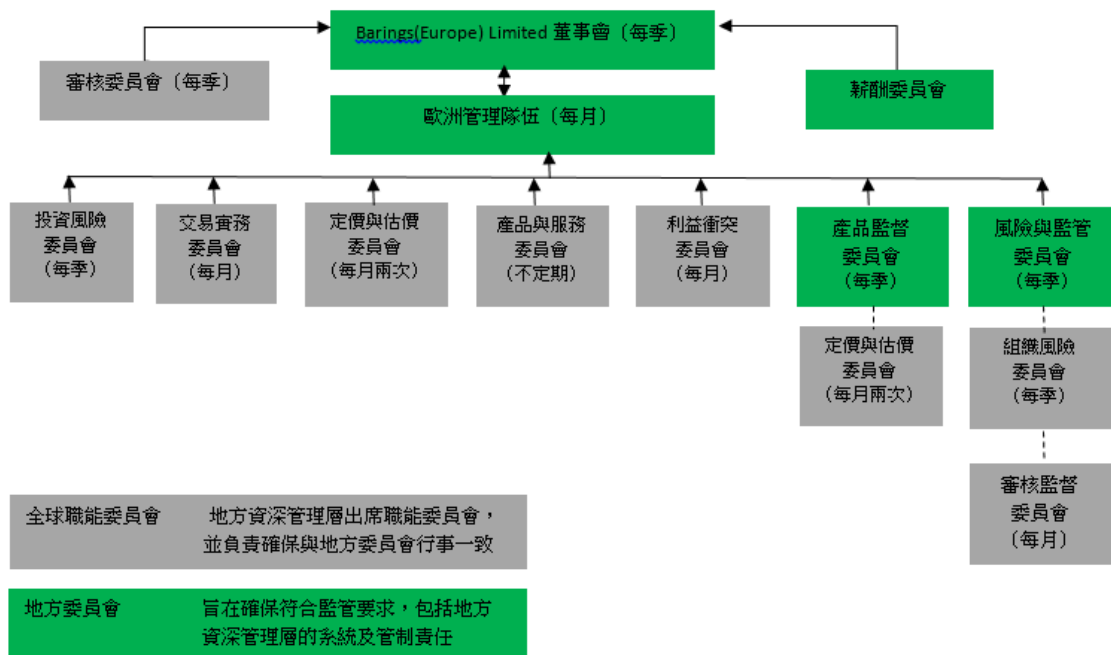 Barings(Europe) Limited 董事會（每季）
審核委員會（每季）
薪酬委員會
歐洲管理隊伍（每月）
投資風險
委員會
(每季)
交易實務
委員會
(每月)
定價與估價
委員會
(每月兩次)
產品與服務
委員會
(不定期)
利益衝突
委員會
(每月)
產品監督
委員會
(每季)
風險與監管
委員會
(每季)
定價與估價
委員會
(每月兩次)
組織風險
委員會
(每季)
審核監督
委員會
（每月）
全球職能委員會 地方資深管理層出席職能委員會，
並負責確保與地方委員會行事一致
地方委員會 旨在確保符合監管要求，包括地方
資深管理層的系統及管制責任